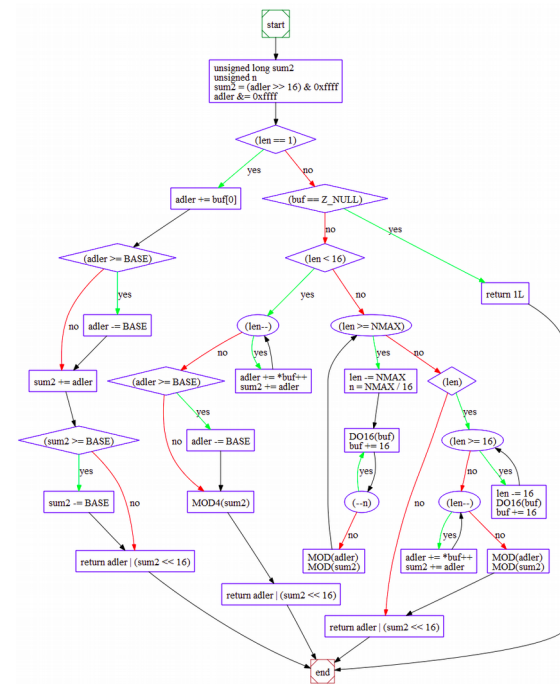 start
unsigned long sum2
unsigned n
sum2 = (adler >> 16) & 0xffff
adler &= 0xffff
(len == 1)
yes
no
adler += buf[0]
(buf == Z_NULL)
no
yes
(adler >= BASE)
(len < 16)
return 1L
yes
no
yes
no
adler -= BASE
(len--)
(len >= NMAX)
no
yes
yes
no
sum2 += adler
(adler >= BASE)
adler += *buf++
sum2 += adler
len -= NMAX
n = NMAX / 16
(len)
yes
no
yes
(sum2 >= BASE)
adler -= BASE
DO16(buf)
buf += 16
(len >= 16)
yes
no
yes
no
yes
no
sum2 -= BASE
MOD4(sum2)
(--n)
(len--)
len -= 16
DO16(buf)
buf += 16
no
yes
no
return adler | (sum2 << 16)
MOD(adler)
MOD(sum2)
adler += *buf++
sum2 += adler
MOD(adler)
MOD(sum2)
return adler | (sum2 << 16)
return adler | (sum2 << 16)
end